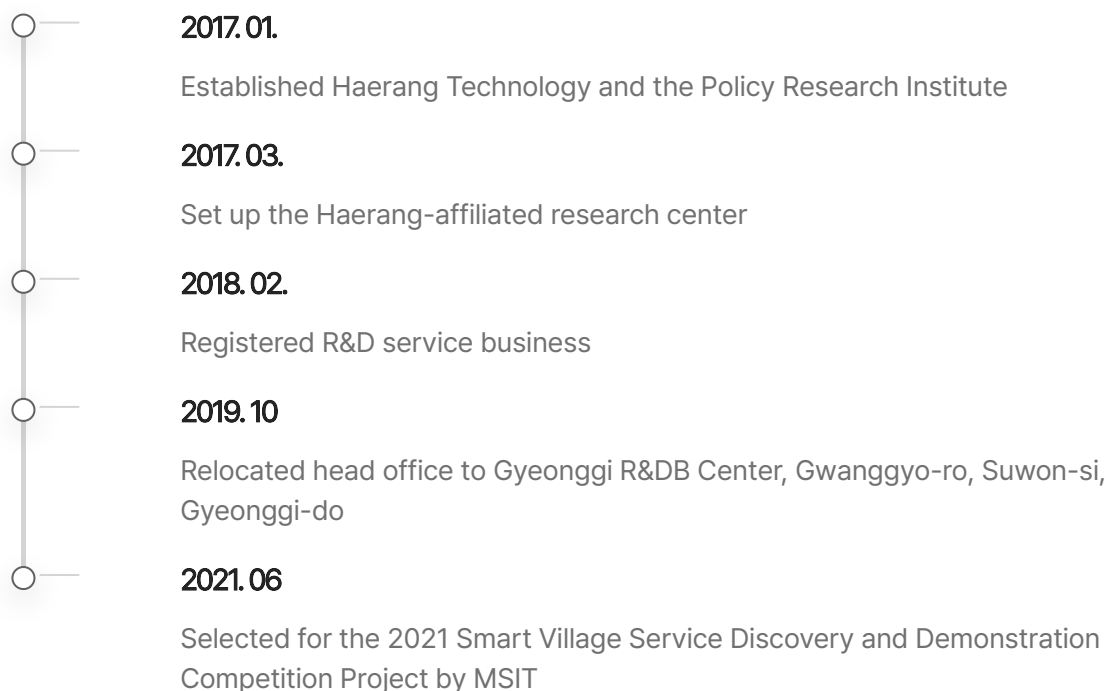 2017. 01.
Established Haerang Technology and the Policy Research Institute
2017. 03.
Set up the Haerang-affiliated research center
2018. 02.
Registered R&D service business
2019. 10
Relocated head office to Gyeonggi R&DB Center, Gwanggyo-ro, Suwon-si,
Gyeonggi-do
2021. 06
Selected for the 2021 Smart Village Service Discovery and Demonstration
Competition Project by MSIT